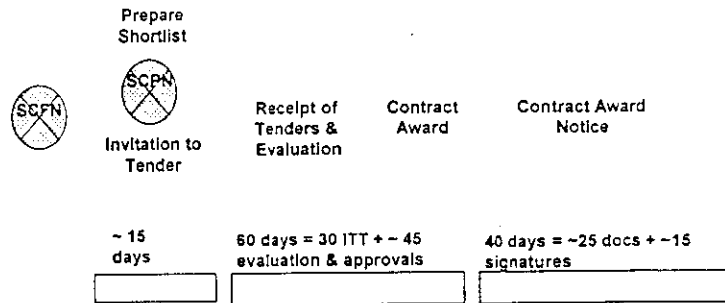 Prepare
Shortlist
SCFN
SCPN
Invitation to
Tender
Receipt of
Tenders &
Evaluation
Contract
Award
Contract Award
Notice
~ 15
days
60 days = 30 ITT + ~ 45
evaluation & approvals
40 days = ~25 docs + ~15
signatures